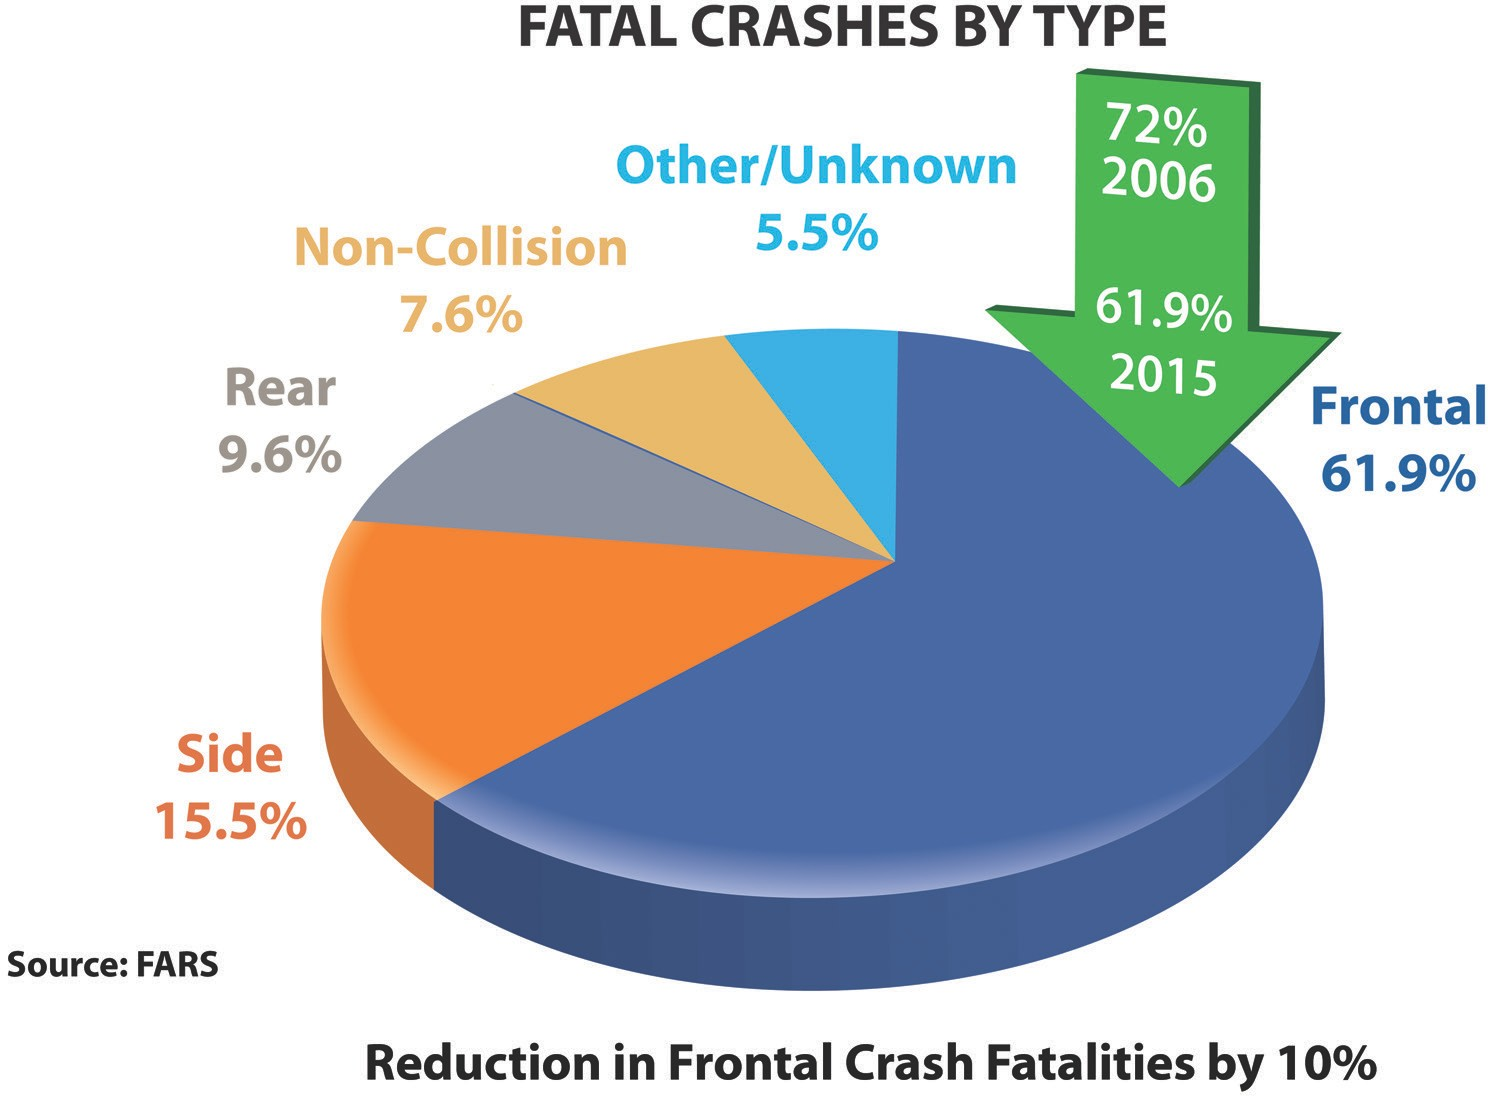 FATAL CRASHES BY TYPE
72%
2006
61.9%
2015
Other/Unknown
5.5%
Non-Collision
7.6%
Rear
9.6%
Frontal
61.9%
Side
15.5%
Source: FARS
Reduction in Frontal Crash Fatalities by 10%